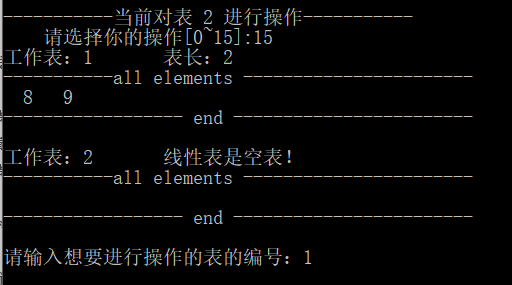 -----------当前对表 2 进行操作-----------
请选择你的操作[0~15]:15
工作表：1 表长：2
-----------all elements -----------------------
8 9
------------------ end ------------------------
工作表：2 线性表是空表！
-----------all elements -----------------------
------------------ end ------------------------
请输入想要进行操作的表的编号：1